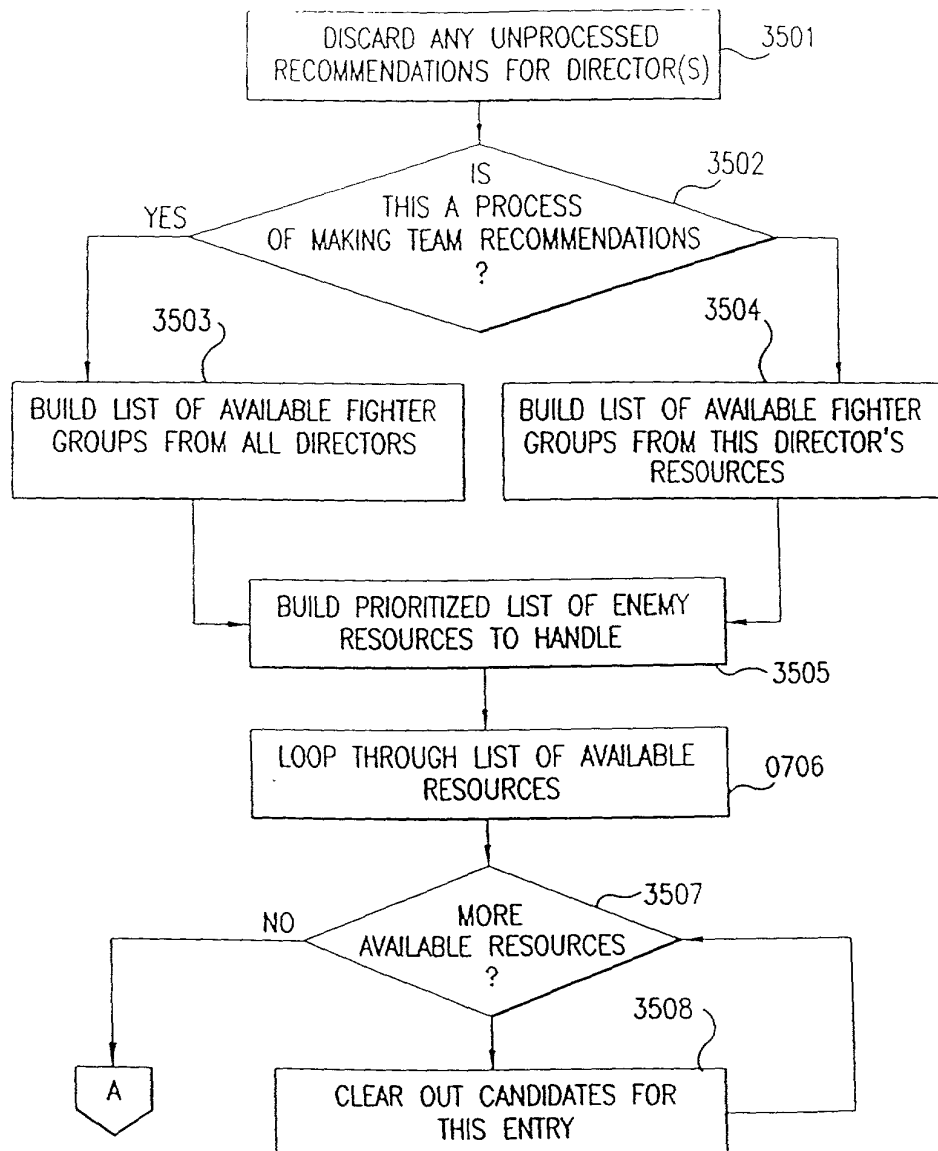 DISCARD ANY UNPROCESSED
RECOMMENDATIONS FOR DIRECTOR(S)
3501
IS
THIS A PROCESS
OF MAKING TEAM RECOMMENDATIONS
?
3502
YES
3503
BUILD LIST OF AVAILABLE FIGHTER
GROUPS FROM ALL DIRECTORS
3504
BUILD LIST OF AVAILABLE FIGHTER
GROUPS FROM THIS DIRECTOR'S
RESOURCES
BUILD PRIORITIZED LIST OF ENEMY
RESOURCES TO HANDLE
3505
LOOP THROUGH LIST OF AVAILABLE
RESOURCES
0706
MORE
AVAILABLE RESOURCES
?
3507
NO
A
3508
CLEAR OUT CANDIDATES FOR
THIS ENTRY